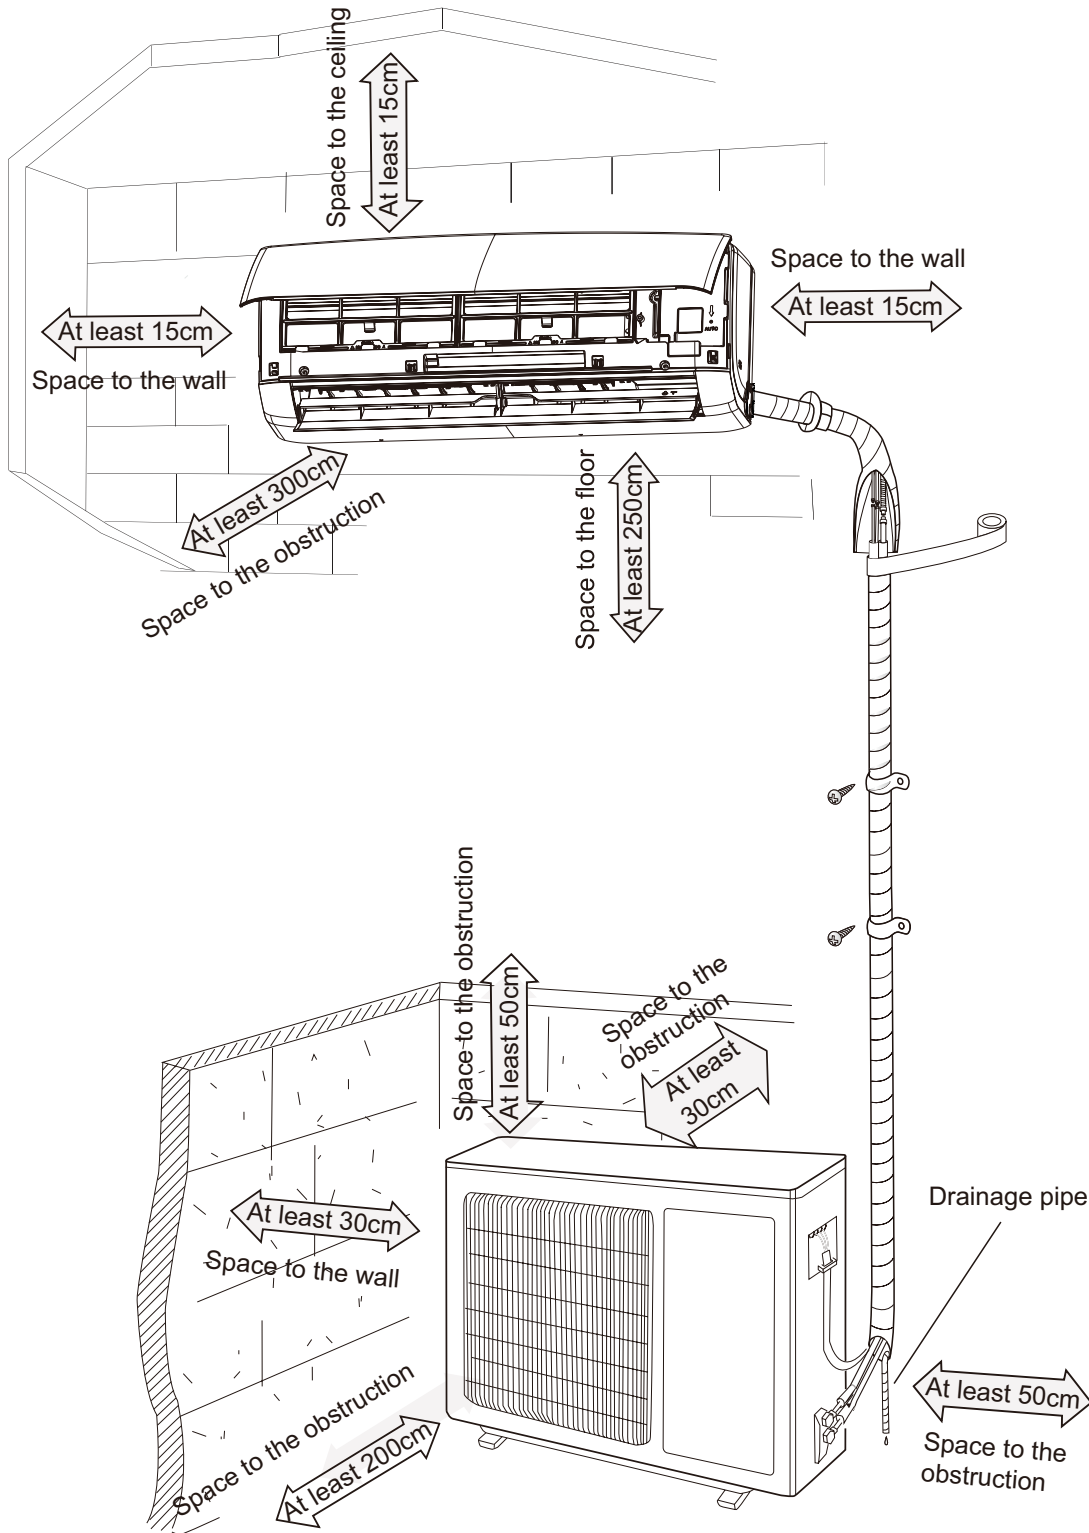 Space to the ceiling
At least 15cm
Space to the wall
At least 15cm
At least 15cm
Space to the wall
AUTO
At least 300cm
Space to the obstruction
Space to the floor
At least 250cm
Space to the obstruction
At least 50cm
Space to the
obstruction
At least
30cm
At least 30cm
Space to the wall
Drainage pipe
Space to the obstruction
At least 200cm
At least 50cm
Space to the
obstruction